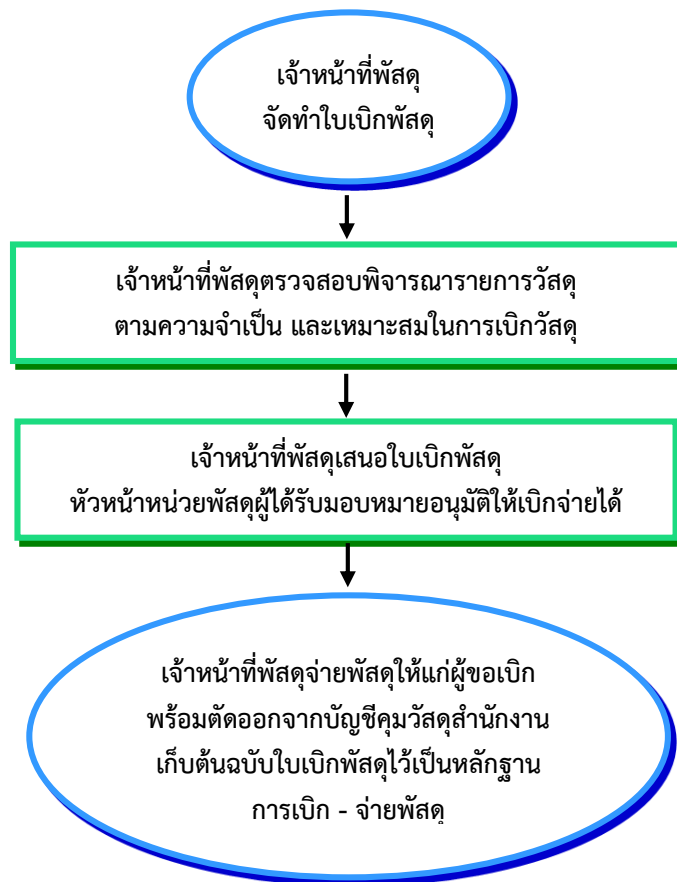 เจ้าหน้าที่พัสดุ
จัดทำใบเบิกพัสดุ
เจ้าหน้าที่พัสดุตรวจสอบพิจารณารายการวัสดุ
ตามความจำเป็น และเหมาะสมในการเบิกวัสดุ
เจ้าหน้าที่พัสดุเสนอใบเบิกพัสดุ
หัวหน้าหน่วยพัสดุผู้ได้รับมอบหมายอนุมัติให้เบิกจ่ายได้
เจ้าหน้าที่พัสดุจ่ายพัสดุให้แก่ผู้ขอเบิก
พร้อมตัดออกจากบัญชีคุมวัสดุสำนักงาน
เก็บต้นฉบับใบเบิกพัสดุไว้เป็นหลักฐาน
การเบิก - จ่ายพัสดุ